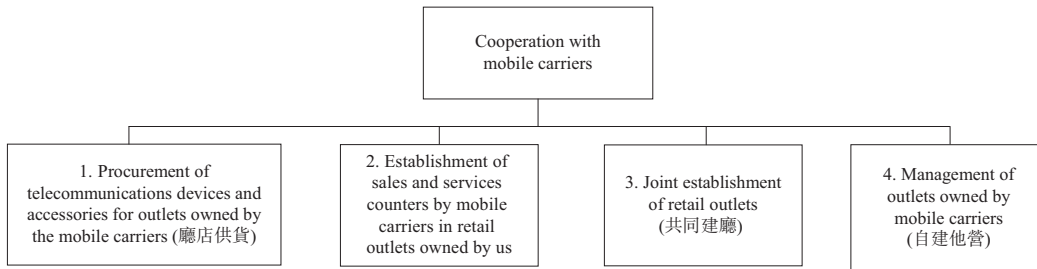 Cooperation with
mobile carriers
1. Procurement of
telecommunications devices and
accessories for outlets owned by
the mobile carriers (廳店供貨)
2. Establishment of
sales and services
counters by mobile
carriers in retail
outlets owned by us
3. Joint establishment
of retail outlets
(共同建廳)
4. Management of
outlets owned by
mobile carriers
(自建他營)